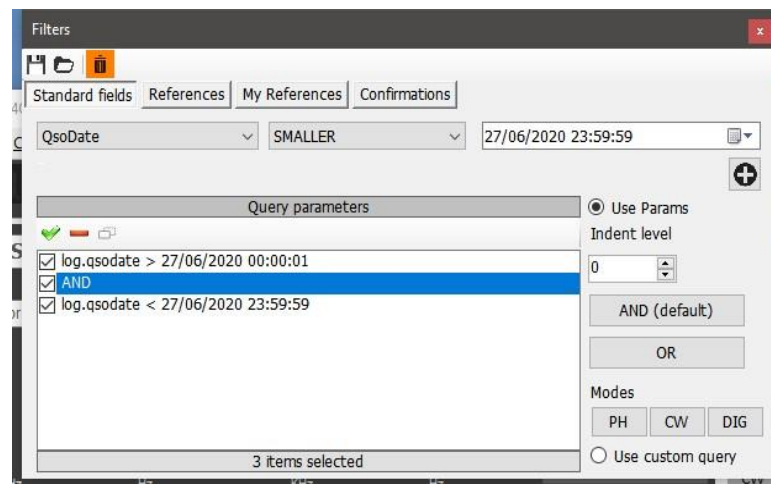 Filters
Standard fields References My References Confirmations
QsoDate SMALLER 27/06/2020 23:59:59
Query parameters
Use Params
Indent level
log.qsodate > 27/06/2020 00:00:01
0
AND
log.qsodate < 27/06/2020 23:59:59
AND (default)
OR
Modes
PH CW DIG
Use custom query
3 items selected